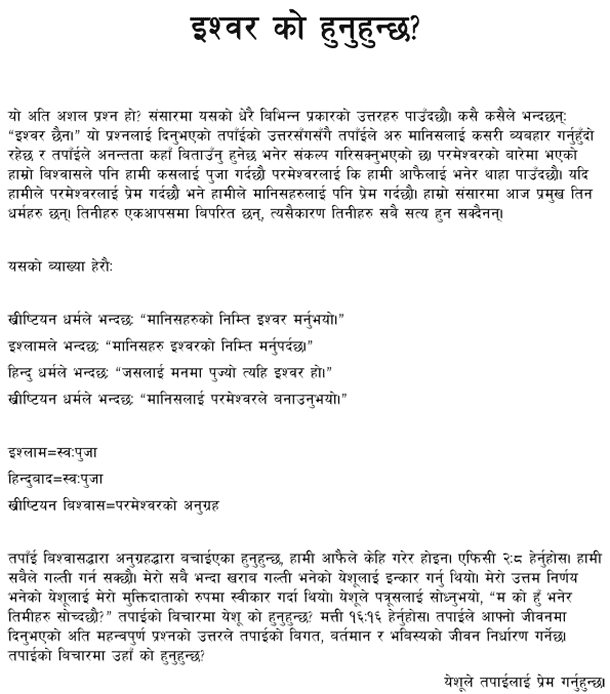 इश्वर को हुनुहुन्छ?
यो अति अशल प्रश्न हो? संसारमा यसको धेरै विभिन्न प्रकारको उत्तरहरु पाउँदछौ। कसै कसैले भन्दछन्:
“इश्वर छैन।” यो प्रश्नलाई दिनुभएको तपाँईको उत्तरसँगसँगै तपाईले अरु मानिसलाई कसरी ब्यबहार गर्नुहुँदो
रहेछ र तपाईले अनन्तता कहाँ बिताउँनु हुनेछ भनेर संकल्प गरिसक्नुभएको छ। परमेश्वरको बारेमा भएको
हाम्रो बिश्वासले पनि हामी कसलाई पुजा गर्दछौ परमेश्वरलाई कि हामी आफैलाई भनेर थाहा पाउँदछौ। यदि
हामीले परमेश्वरलाई प्रेम गर्दछौ भने हामीले मानिसहरुलाई पनि प्रेम गर्दछौ। हाम्रो संसारमा आज प्रमुख तिन
धर्महरु छन्। तिनीहरु एकआपसमा बिपरित छन्, त्यसैकारण तिनीहरु सवै सत्य हुन सक्दैनन्।
यसको ब्याख्या हेरौ:
ख्रीष्टियन धर्मले भन्दछ: “मानिसहरुको निम्ति इश्वर मर्नुभयो।”
इश्लामले भन्दछ: “मानिसहरु इश्वरको निम्ति मर्नुपर्दछ।”
हिन्दु धर्मले भन्दछ: “जसलाई मनमा पुज्यो त्यहि इश्वर हो।”
ख्रीष्टियन धर्मले भन्दछ: “मानिसलाई परमेश्वरले बनाउनुभयो।”
इश्लाम=स्व:पुजा
हिन्दुबाद=स्व:पुजा
ख्रीष्टियन बिश्वास=परमेश्वरको अनुग्रह
तपाँई बिश्वासद्धारा अनुग्रहद्धारा बचाईएका हुनुहुन्छ, हामी आफैले केहि गरेर होइन। एफिसी २:८ हेर्नुहोस। हामी
सवैले गल्ती गर्न सक्छौ। मेरो सवै भन्दा खराब गल्ती भनेको येशूलाई इन्कार गर्नु थियो। मेरो उत्तम निर्णय
भनेको येशूलाई मेरो मुक्तिदाताको रुपमा स्वीकार गर्दा थियो। येशूले पत्रूसलाई सोध्नुभयो, “म को हुँ भनेर
तिमीहरु सोच्दछौ?” तपाईको बिचारमा येशू को हुनुहुन्छ? मत्ती १६:१६ हेर्नुहोस। तपाईले आफ्नो जीवनमा
दिनुभएको अति महन्वपुर्ण प्रश्नको उत्तरले तपाईको बिगत, बर्तमान र भबिस्यको जीवन निर्धारण गर्नेछ।
तपाईको बिचारमा उहाँ को हुनुहुन्छ?
येशूले तपाईलाई प्रेम गर्नुहुन्छ।